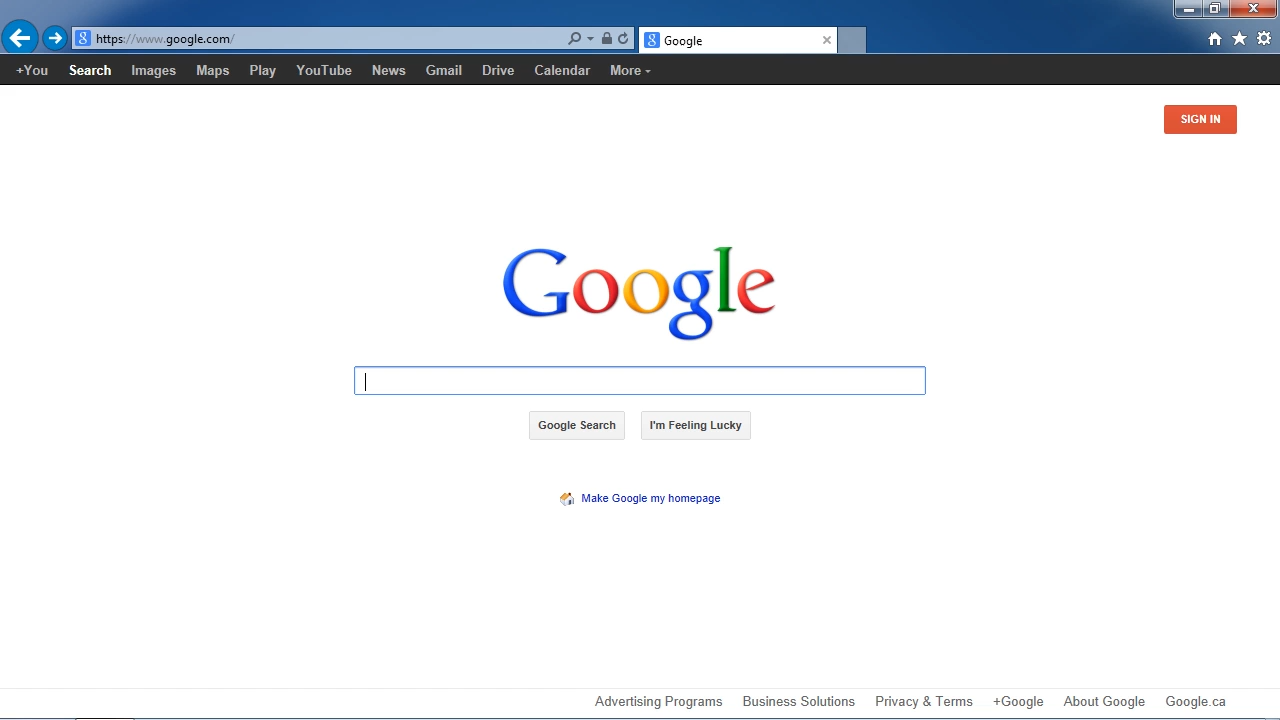 https://www.google.com/
Google
+You Search Images Maps Play YouTube News Gmail Drive Calendar More
SIGN IN
Google
Google Search I'm Feeling Lucky
Make Google my homepage
Advertising Programs Business Solutions Privacy & Terms +Google About Google Google.ca